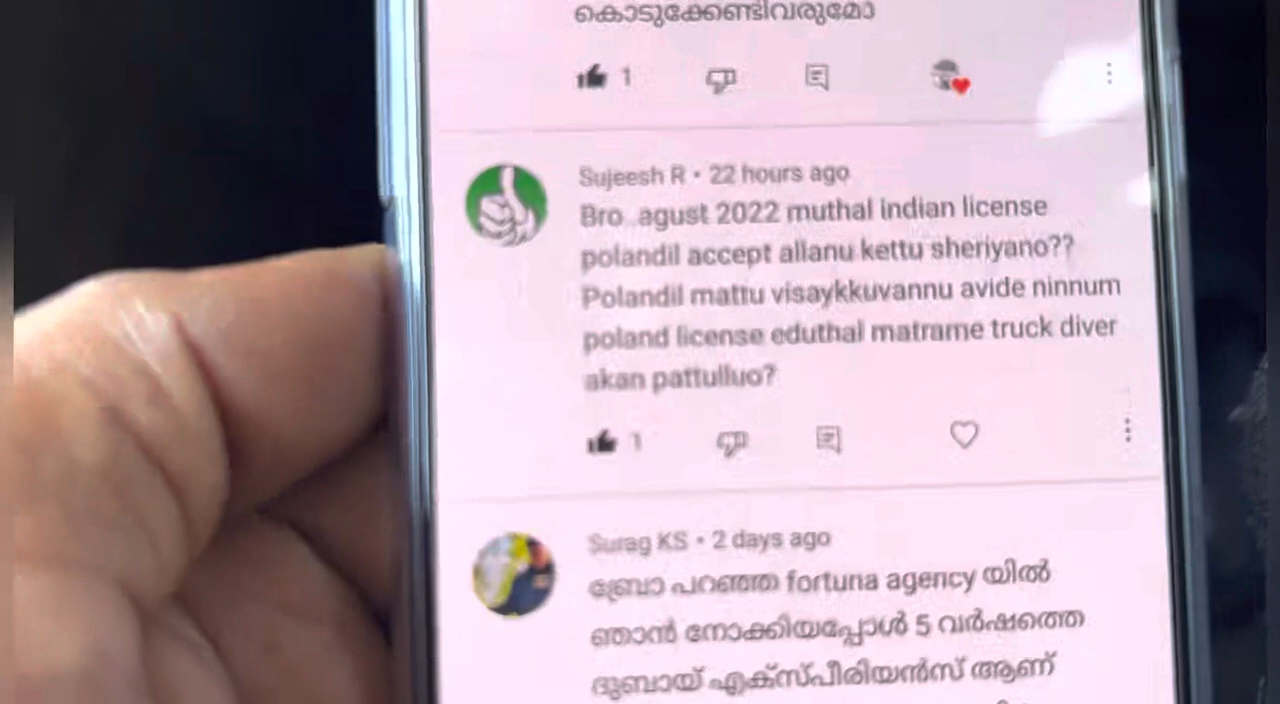 കൊടുക്കേണ്ടിവരുമോ
1
Sujeesh R • 22 hours ago
Bro agust 2022 muthal indian license
polandil accept allanu kettu sheriyano??
Polandil mattu visaykkuvannu avide ninnum
poland license eduthal matrame truck diver
akan pattulluo?
1
Surag KS • 2 days ago
ബ്രോ പറഞ്ഞ fortuna agency യിൽ
ഞാൻ നോക്കിയപ്പോൾ 5 വർഷത്തെ
ദുബായ് എക്സ്പീരിയൻസ് ആണ്